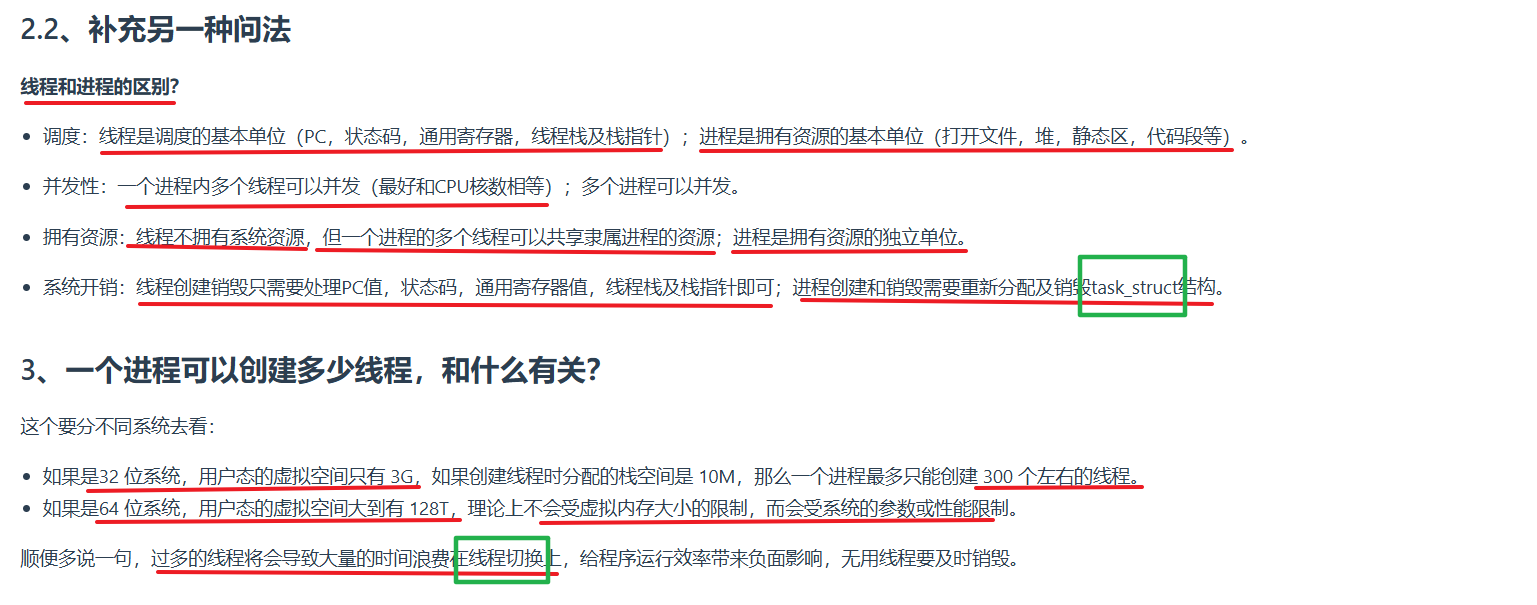 2.2、补充另一种问法
线程和进程的区别?
调度：线程是调度的基本单位（PC，状态码，通用寄存器，线程栈及栈指针）；进程是拥有资源的基本单位（打开文件，堆，静态区，代码段等）。
并发性：一个进程内多个线程可以并发（最好和CPU核数相等）；多个进程可以并发。
拥有资源：线程不拥有系统资源，但一个进程的多个线程可以共享隶属进程的资源；进程是拥有资源的独立单位。
系统开销：线程创建销毁只需要处理PC值，状态码，通用寄存器值，线程栈及栈指针即可；进程创建和销毁需要重新分配及销毁task_struct结构。
3、一个进程可以创建多少线程，和什么有关?
这个要分不同系统去看：
如果是32 位系统，用户态的虚拟空间只有 3G，如果创建线程时分配的栈空间是 10M，那么一个进程最多只能创建 300 个左右的线程。
如果是64 位系统，用户态的虚拟空间大到有 128T，理论上不会受虚拟内存大小的限制，而会受系统的参数或性能限制。
顺便多说一句，过多的线程将会导致大量的时间浪费在线程切换上，给程序运行效率带来负面影响，无用线程要及时销毁。